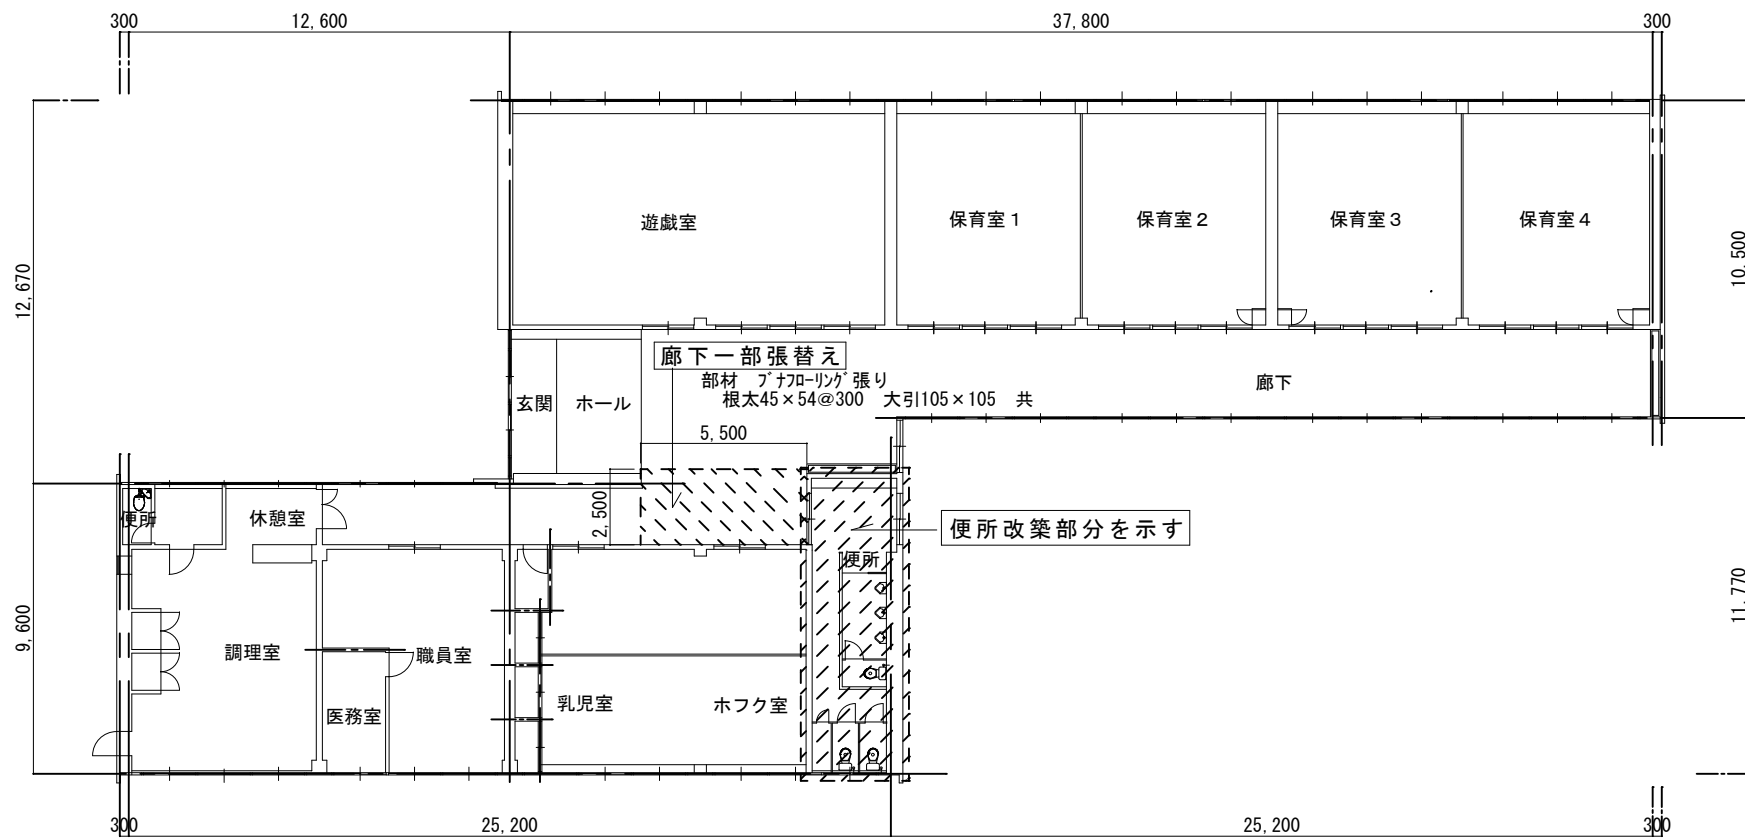 300 12,600 37,800 300
遊戯室 保育室1 保育室2 保育室3 保育室4
12,670 10,500
廊下一部張替え
部材 ブナフローリング張り
根太45×54@300 大引105×105 共
廊下
玄関 ホール
5,500
2,500
便所 休憩室
便所改築部分を示す
便所
9,600 11,770
調理室 職員室
乳児室 ホフク室
医務室
300 25,200 25,200 300